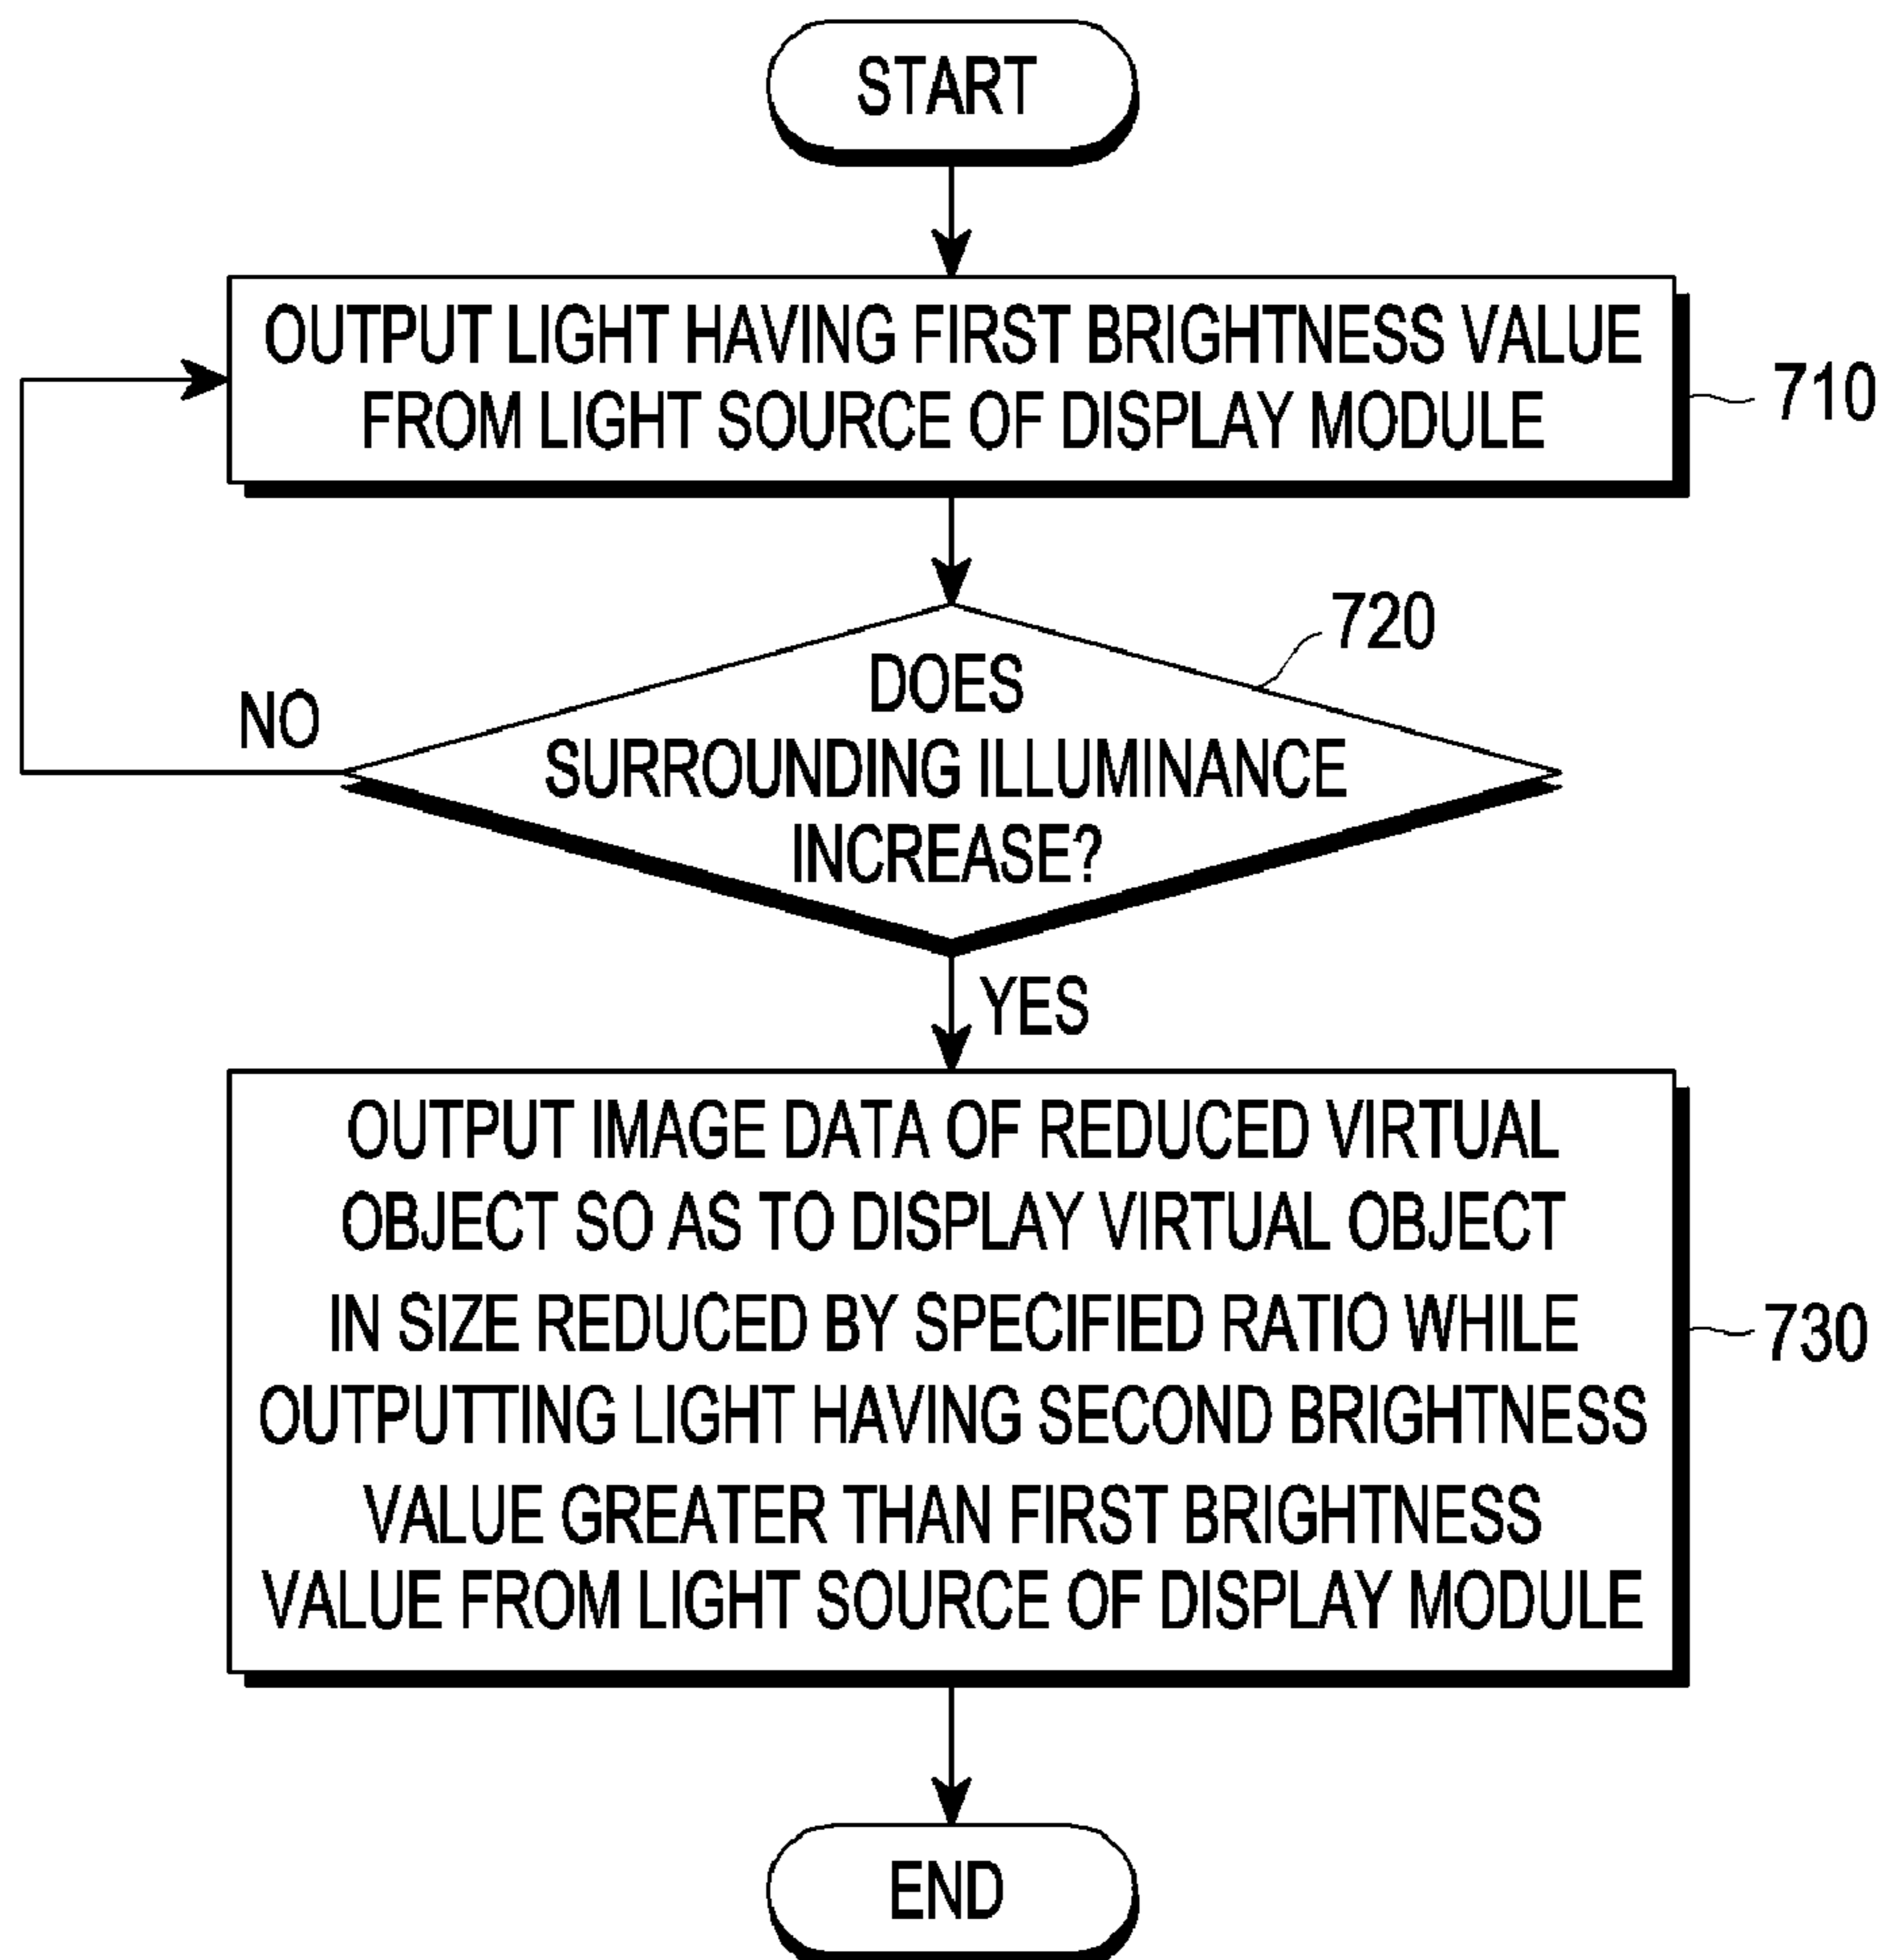 START
OUTPUT LIGHT HAVING FIRST BRIGHTNESS VALUE
FROM LIGHT SOURCE OF DISPLAY MODULE
710
720
DOES
SURROUNDING ILLUMINANCE
INCREASE?
NO
YES
OUTPUT IMAGE DATA OF REDUCED VIRTUAL
OBJECT SO AS TO DISPLAY VIRTUAL OBJECT
IN SIZE REDUCED BY SPECIFIED RATIO WHILE
OUTPUTTING LIGHT HAVING SECOND BRIGHTNESS
VALUE GREATER THAN FIRST BRIGHTNESS
VALUE FROM LIGHT SOURCE OF DISPLAY MODULE
730
END